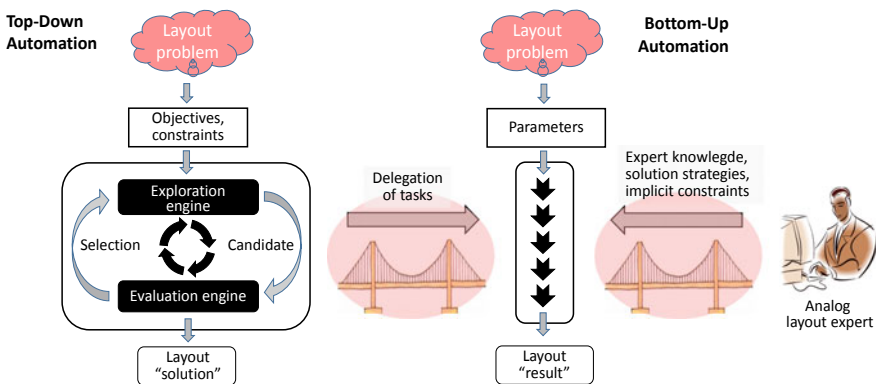 Top-Down
Automation
Layout
problem
Objectives,
constraints
Exploration
engine
Selection
Candidate
Evaluation engine
Layout
“solution”
Delegation
of tasks
Bottom-Up
Automation
Layout
problem
Parameters
Layout
“result”
Expert knowlegde,
solution strategies,
implicit constraints
Analog
layout expert